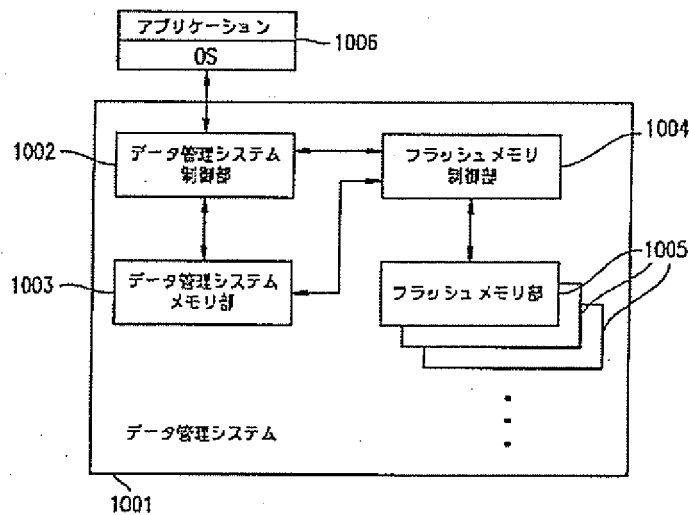 アプリケーション
OS
1006
1002
データ管理システム
制御部
フラッシュメモリ
制御部
1004
1003
データ管理システム
メモリ部
フラッシュメモリ部
1005
データ管理システム
1001